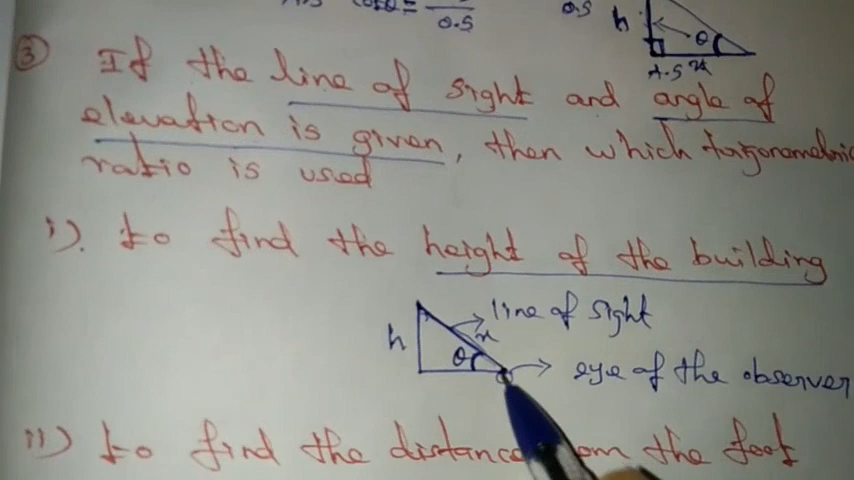 cosθ =
0.5
0.5
h
θ
③ If the line of sight and angle of
elevation is given, then which trigonometric
ratio is used
i). to find the height of the building
line of sight
h
x
θ
eye of the observer
ii) to find the distance from the foot